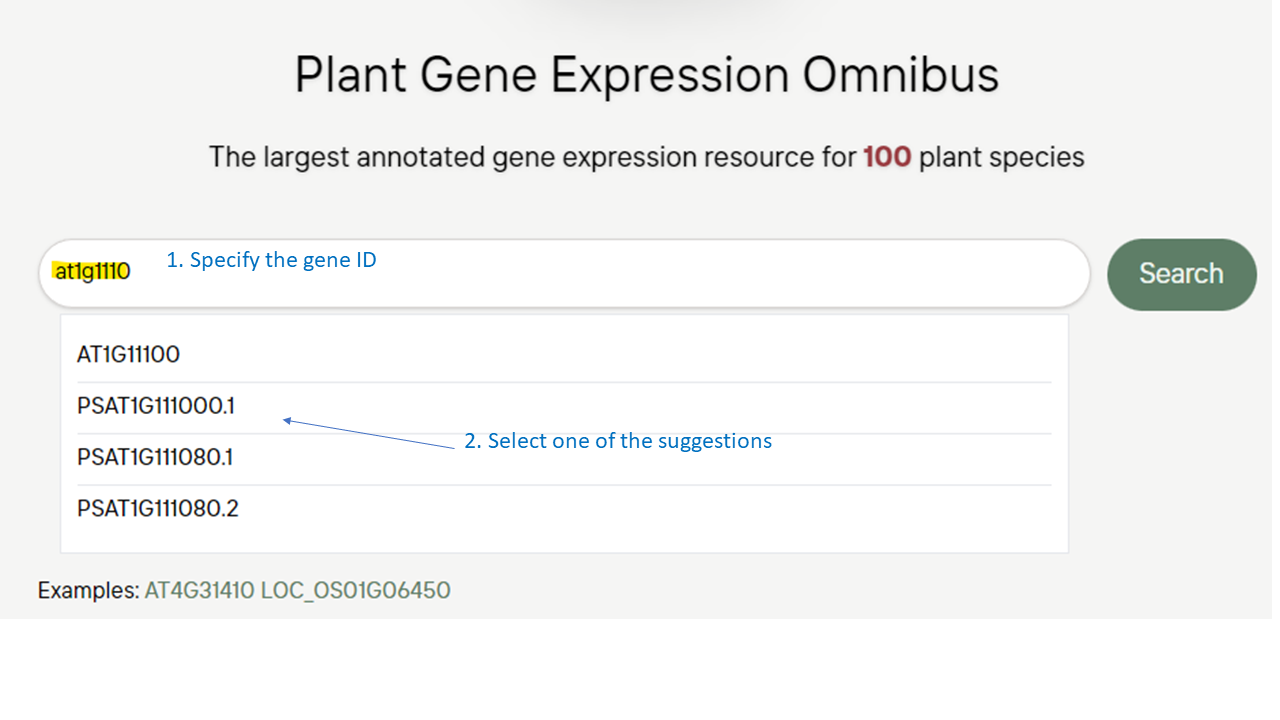 Plant Gene Expression Omnibus
The largest annotated gene expression resource for 100 plant species
at1g1110
1. Specify the gene ID
Search
AT1G11100
PSAT1G111000.1
2. Select one of the suggestions
PSAT1G111080.1
PSAT1G111080.2
Examples: AT4G31410 LOC_OS01G06450